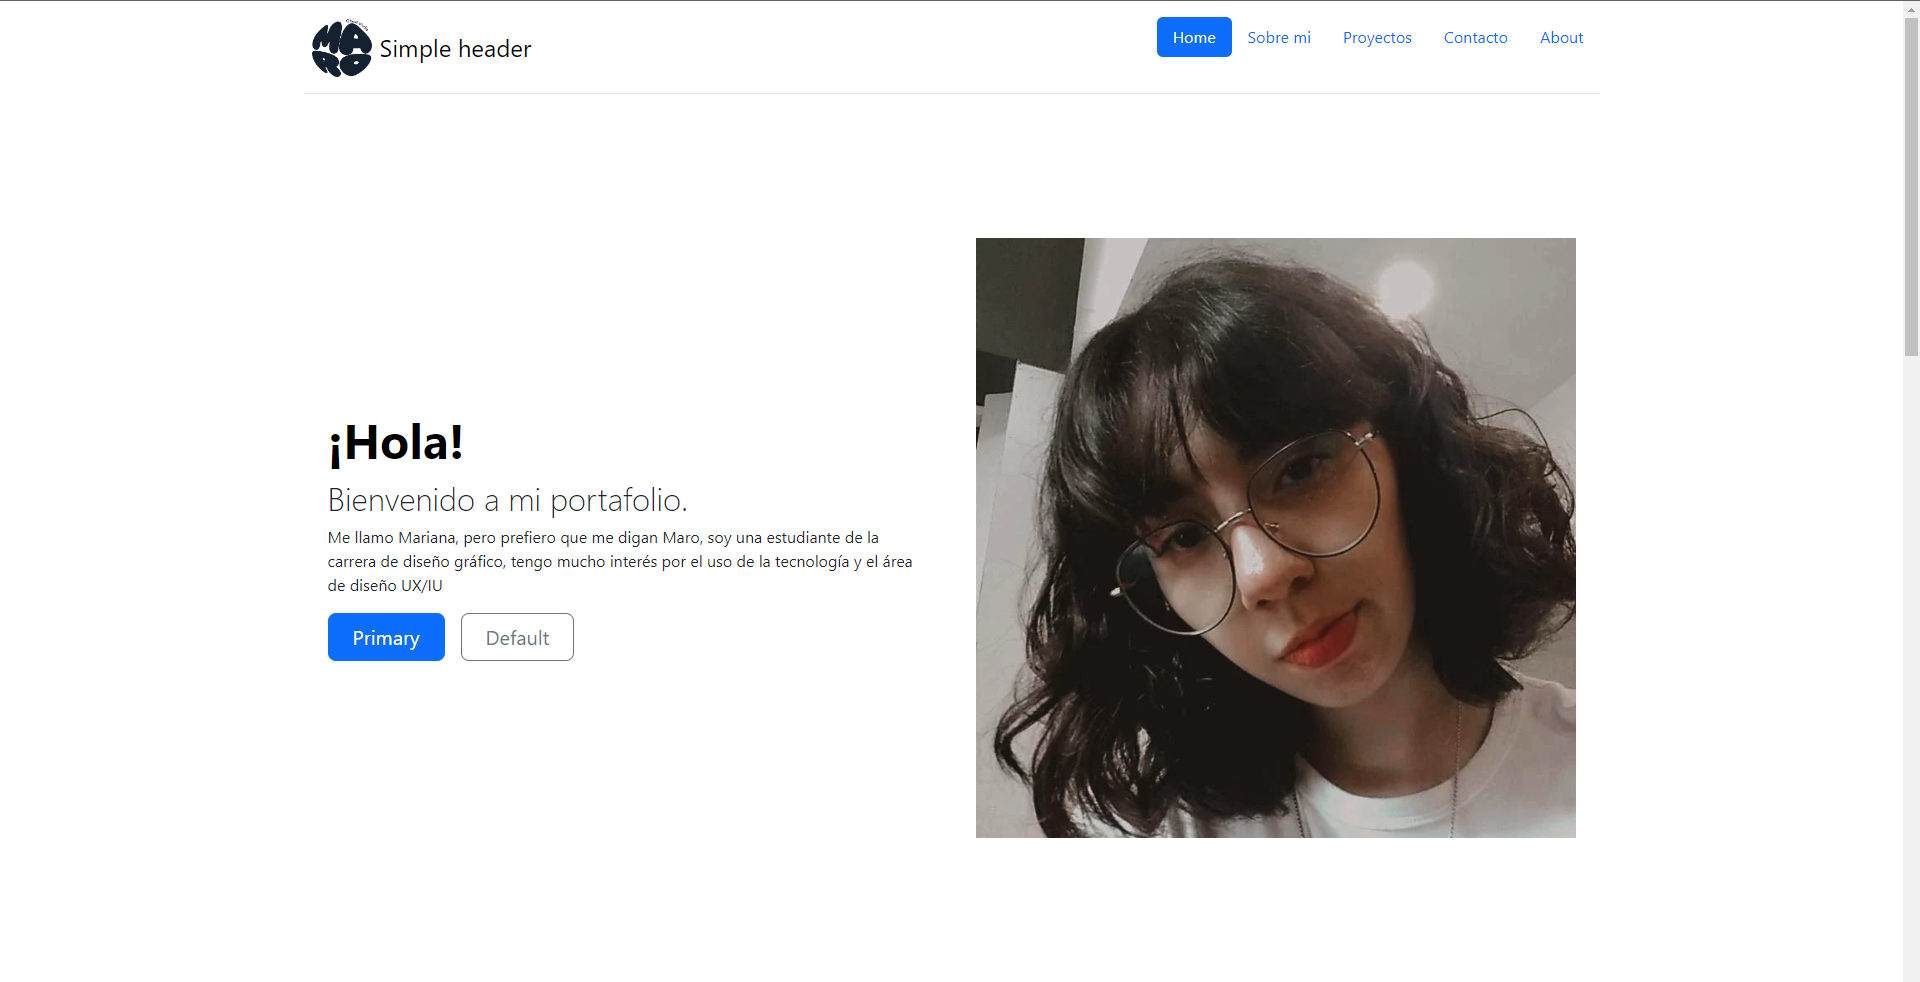 MARO
Simple header
Home
Sobre mi
Proyectos
Contacto
About
¡Hola!
Bienvenido a mi portafolio.
Me llamo Mariana, pero prefiero que me digan Maro, soy una estudiante de la
carrera de diseño gráfico, tengo mucho interés por el uso de la tecnología y el área
de diseño UX/IU
Primary
Default